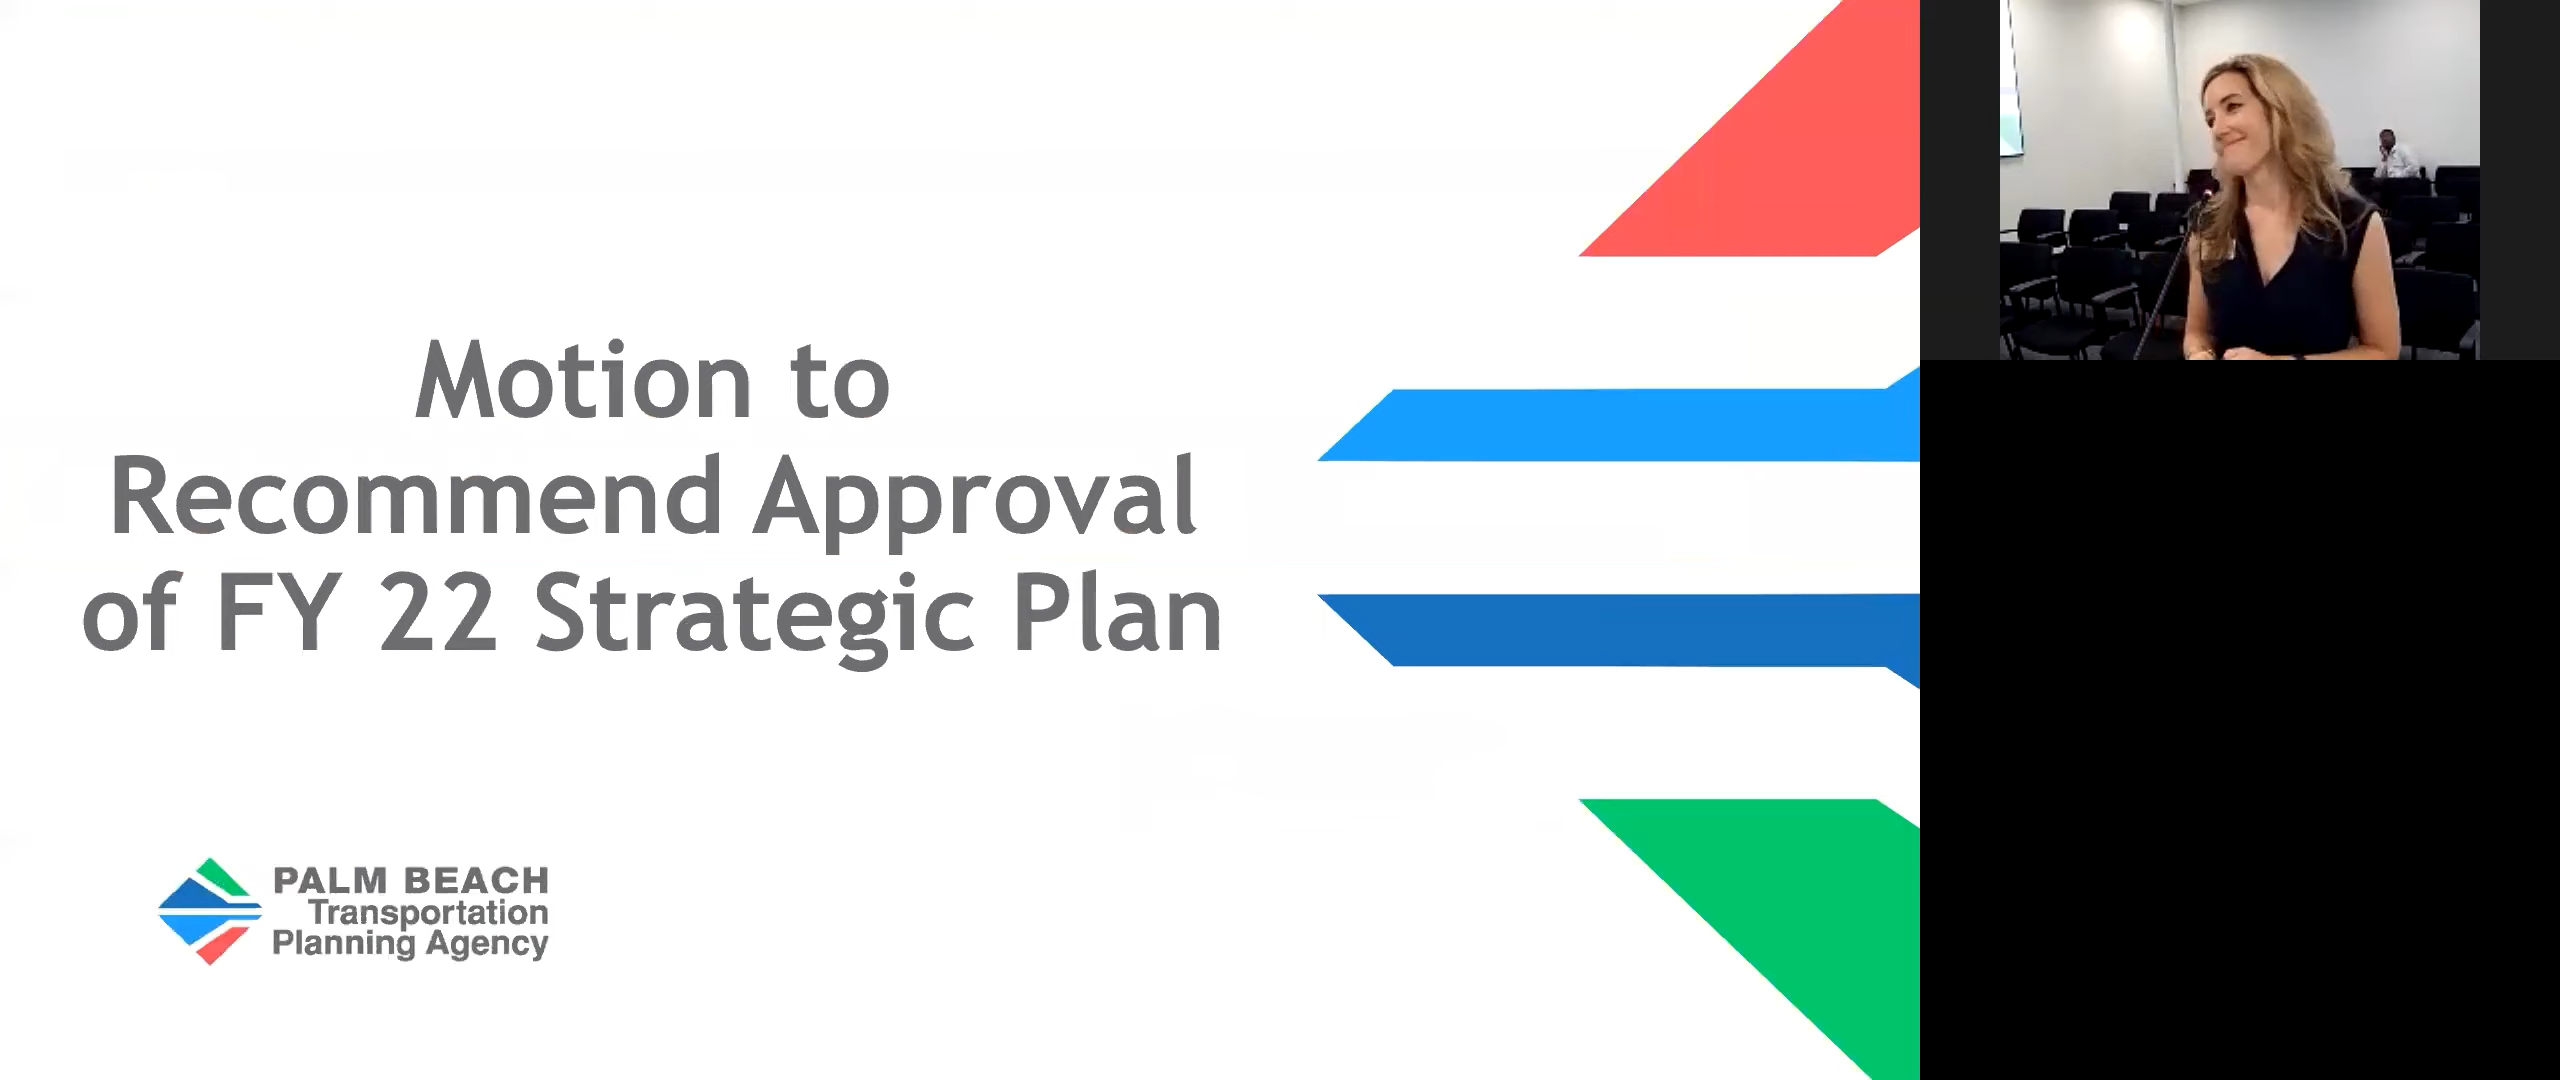 Motion to
Recommend Approval
of FY 22 Strategic Plan
PALM BEACH
Transportation
Planning Agency